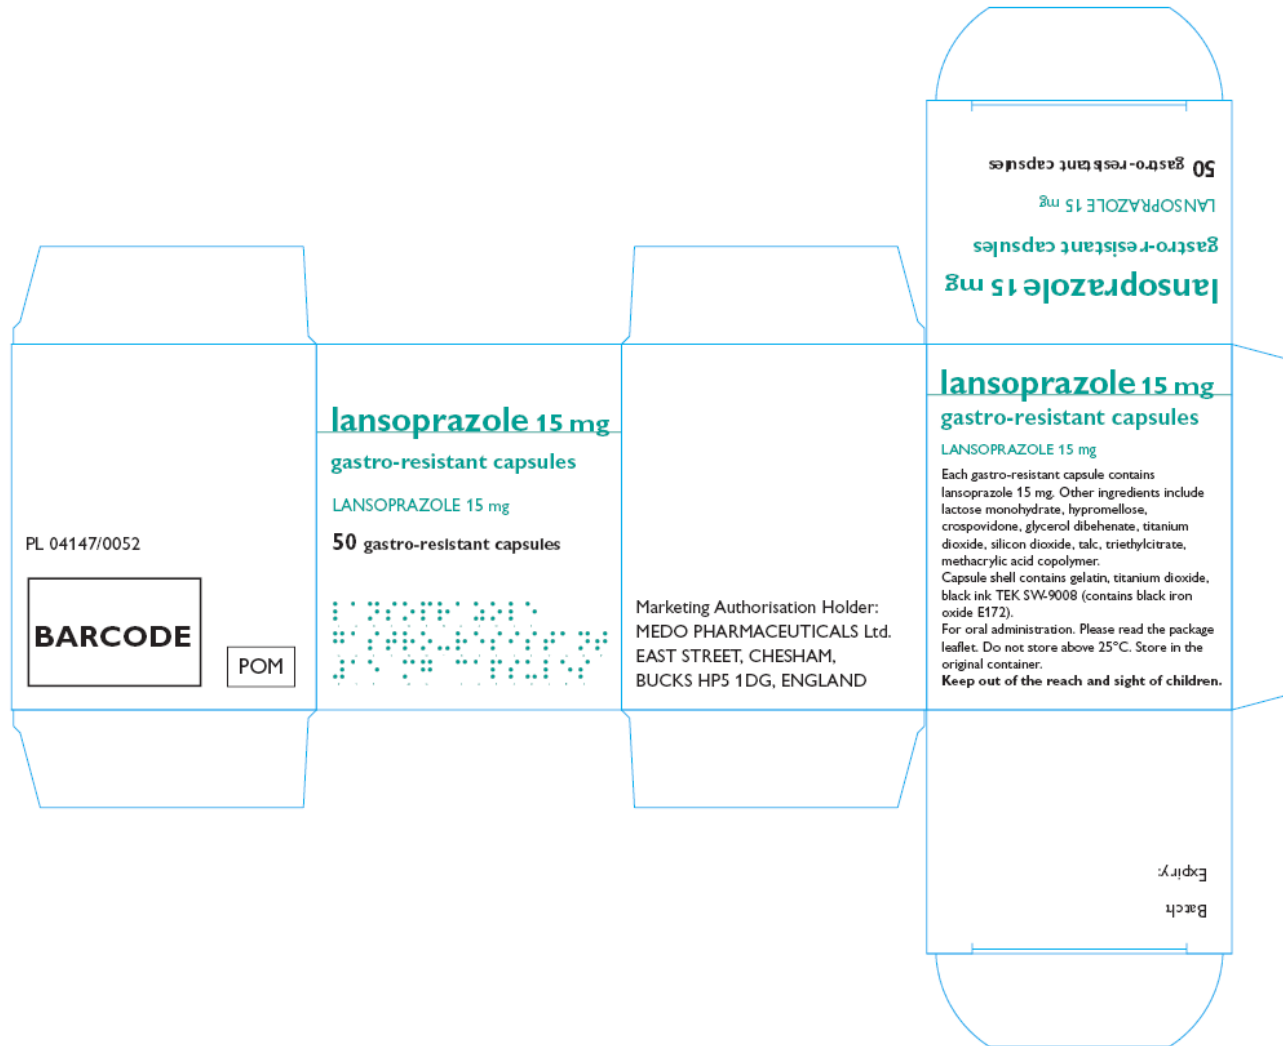 50 gastro-resistant capsules
LANSOPRAZOLE 15 mg
gastro-resistant capsules
lansoprazole 15 mg
PL 04147/0052
BARCODE
POM
lansoprazole 15 mg
gastro-resistant capsules
LANSOPRAZOLE 15 mg
50 gastro-resistant capsules
Marketing Authorisation Holder:
MEDO PHARMACEUTICALS Ltd.
EAST STREET, CHESHAM,
BUCKS HP5 1DG, ENGLAND
lansoprazole 15 mg
gastro-resistant capsules
LANSOPRAZOLE 15 mg
Each gastro-resistant capsule contains
lansoprazole 15 mg. Other ingredients include
lactose monohydrate, hypromellose,
crospovidone, glycerol dibehenate, titanium
dioxide, silicon dioxide, talc, triethylcitrate,
methacrylic acid copolymer.
Capsule shell contains gelatin, titanium dioxide,
black ink TEK SW-9008 (contains black iron
oxide E172).
For oral administration. Please read the package
leaflet. Do not store above 25°C. Store in the
original container.
Keep out of the reach and sight of children.
Expiry:
Batch